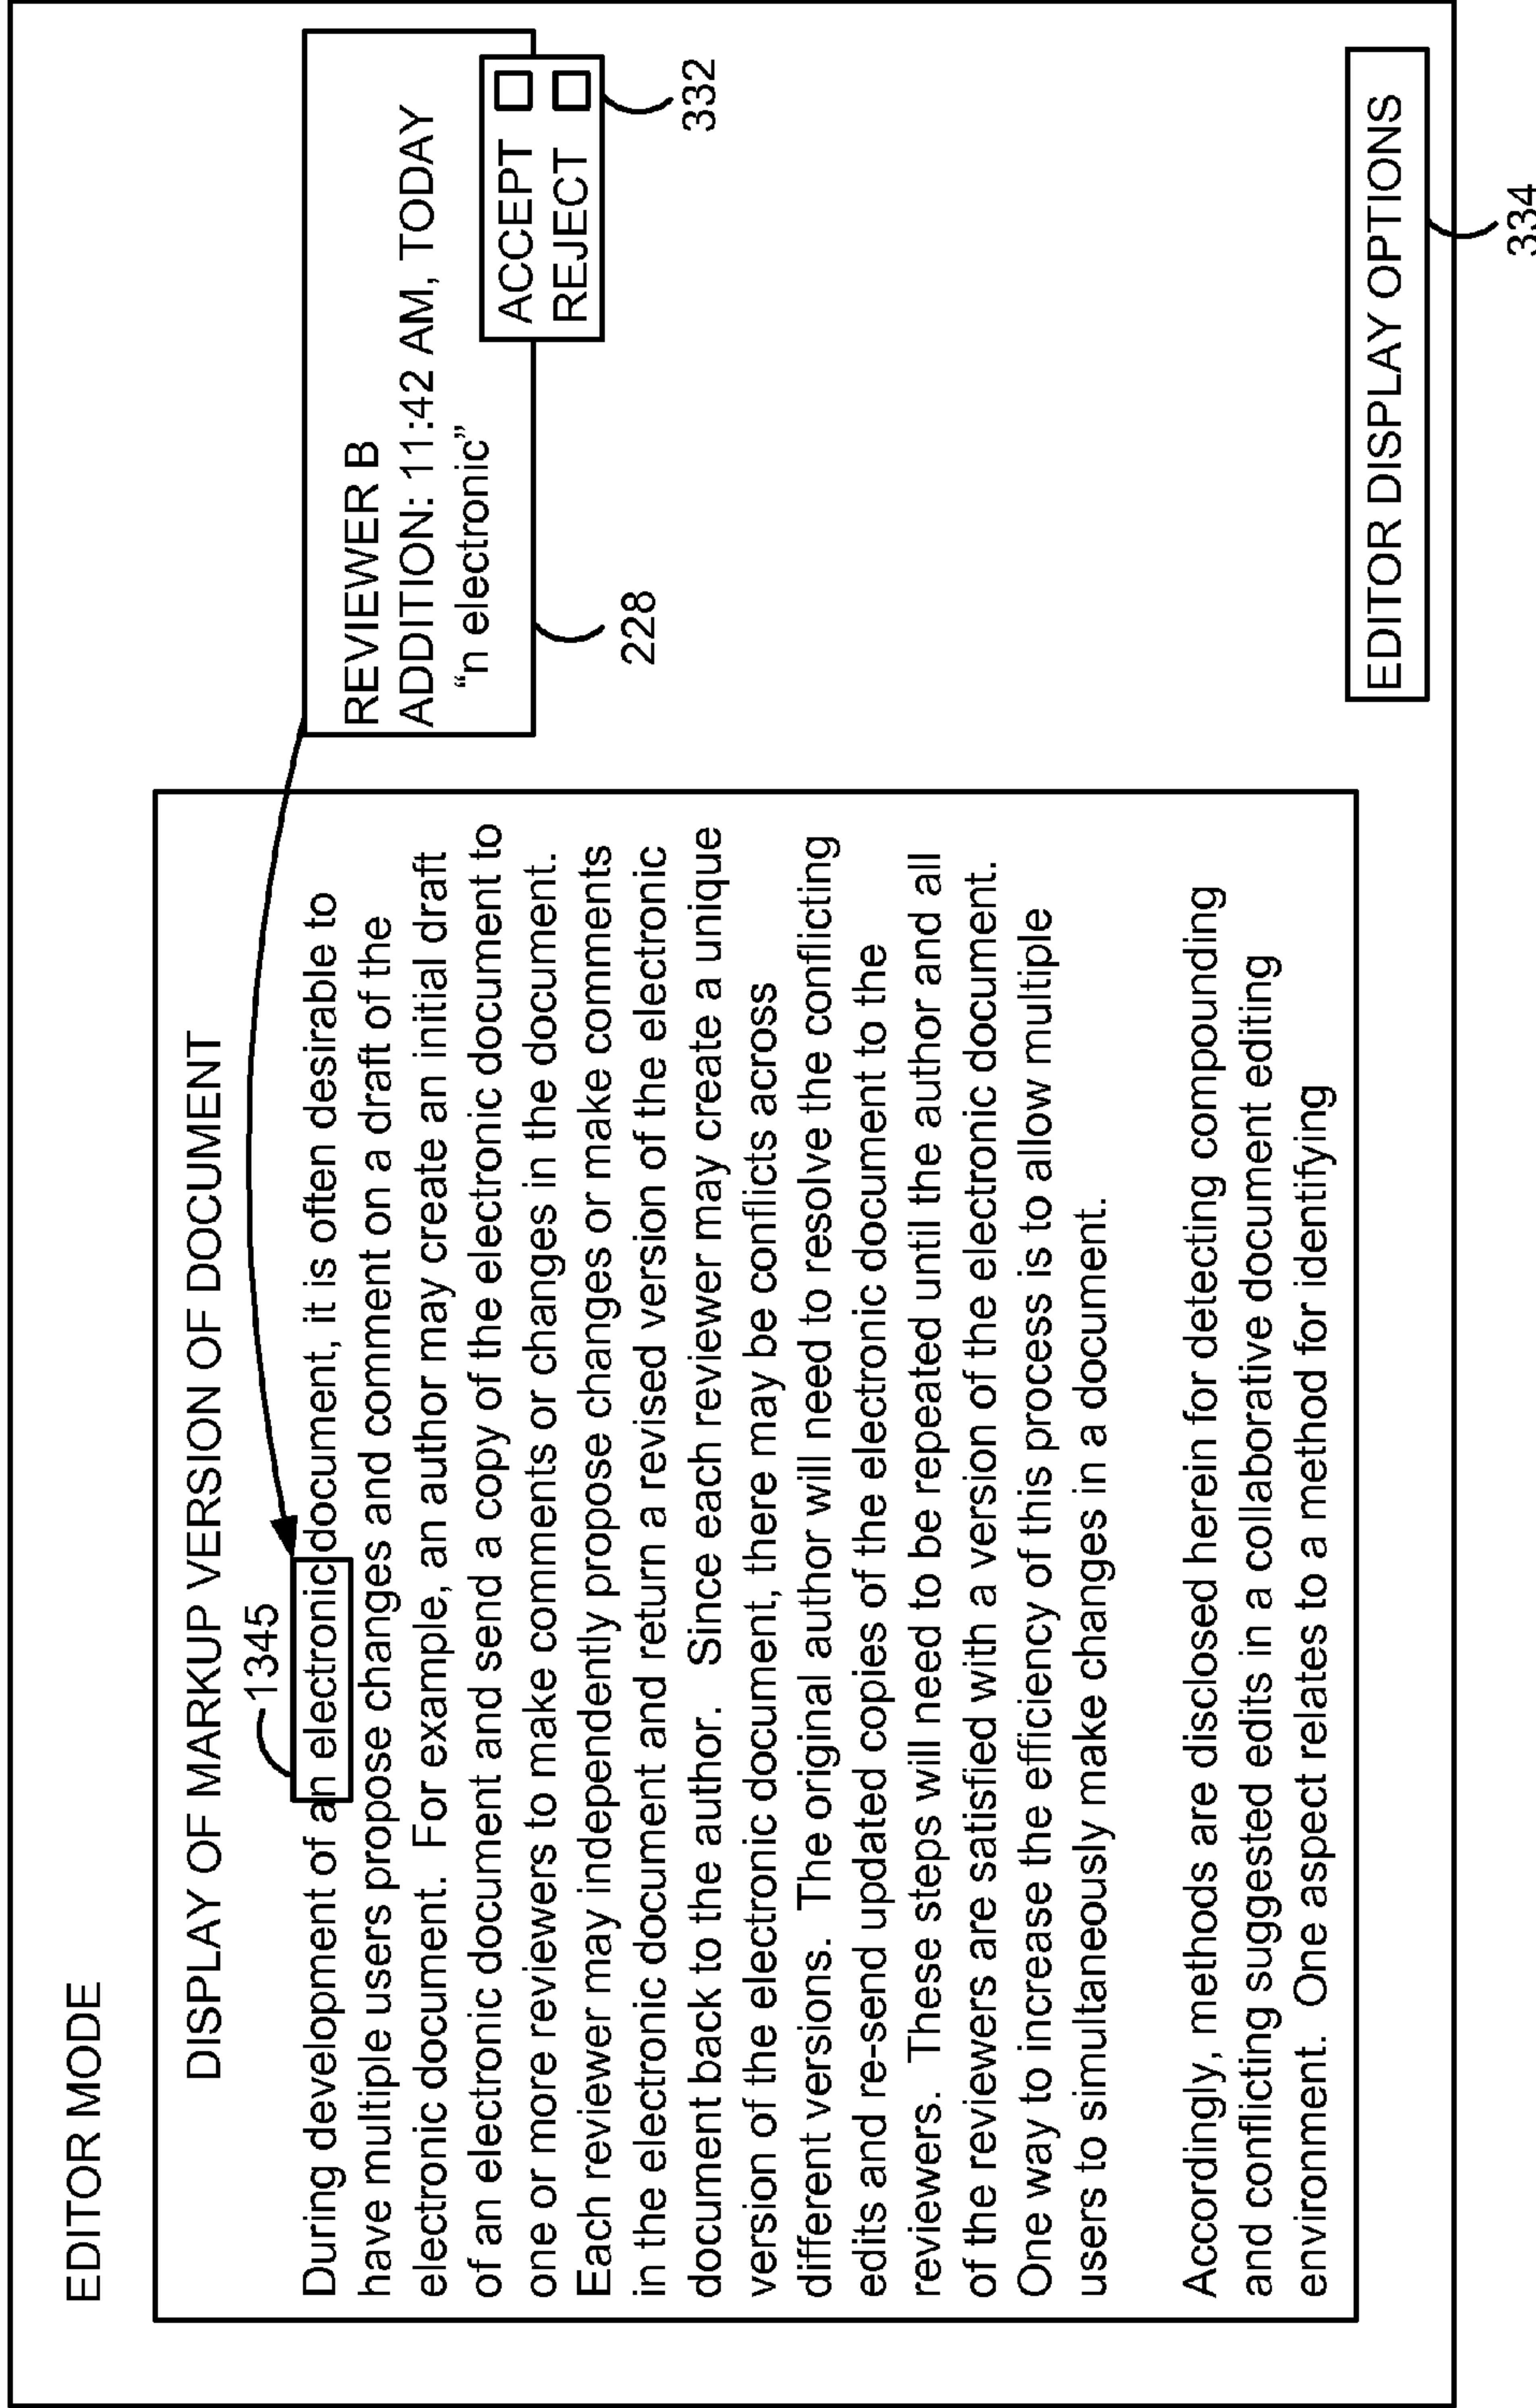 EDITOR MODE
DISPLAY OF MARKUP VERSION OF DOCUMENT
1345
During development of an electronic document, it is often desirable to
have multiple users propose changes and comment on a draft of the
electronic document. For example, an author may create an initial draft
of an electronic document and send a copy of the electronic document to
one or more reviewers to make comments or changes in the document.
Each reviewer may independently propose changes or make comments
in the electronic document and return a revised version of the electronic
document back to the author. Since each reviewer may create a unique
version of the electronic document, there may be conflicts across
different versions. The original author will need to resolve the conflicting
edits and re-send updated copies of the electronic document to the
reviewers. These steps will need to be repeated until the author and all
of the reviewers are satisfied with a version of the electronic document.
One way to increase the efficiency of this process is to allow multiple
users to simultaneously make changes in a document.
Accordingly, methods are disclosed herein for detecting compounding
and conflicting suggested edits in a collaborative document editing
environment. One aspect relates to a method for identifying
REVIEWER B
ADDITION: 11:42 AM, TODAY
“n electronic”
ACCEPT
REJECT
332
228
EDITOR DISPLAY OPTIONS
334